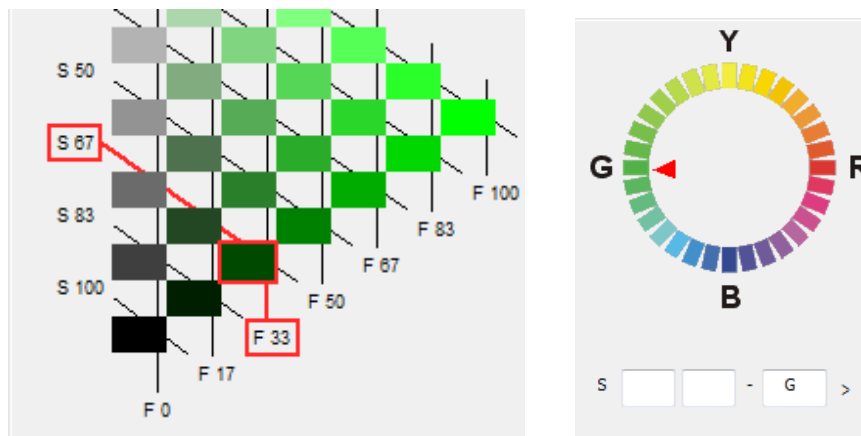 S 50
S 67
S 83
S 100
F 100
F 83
F 67
F 50
F 33
F 17
F 0
Y
G
R
B
S - G >